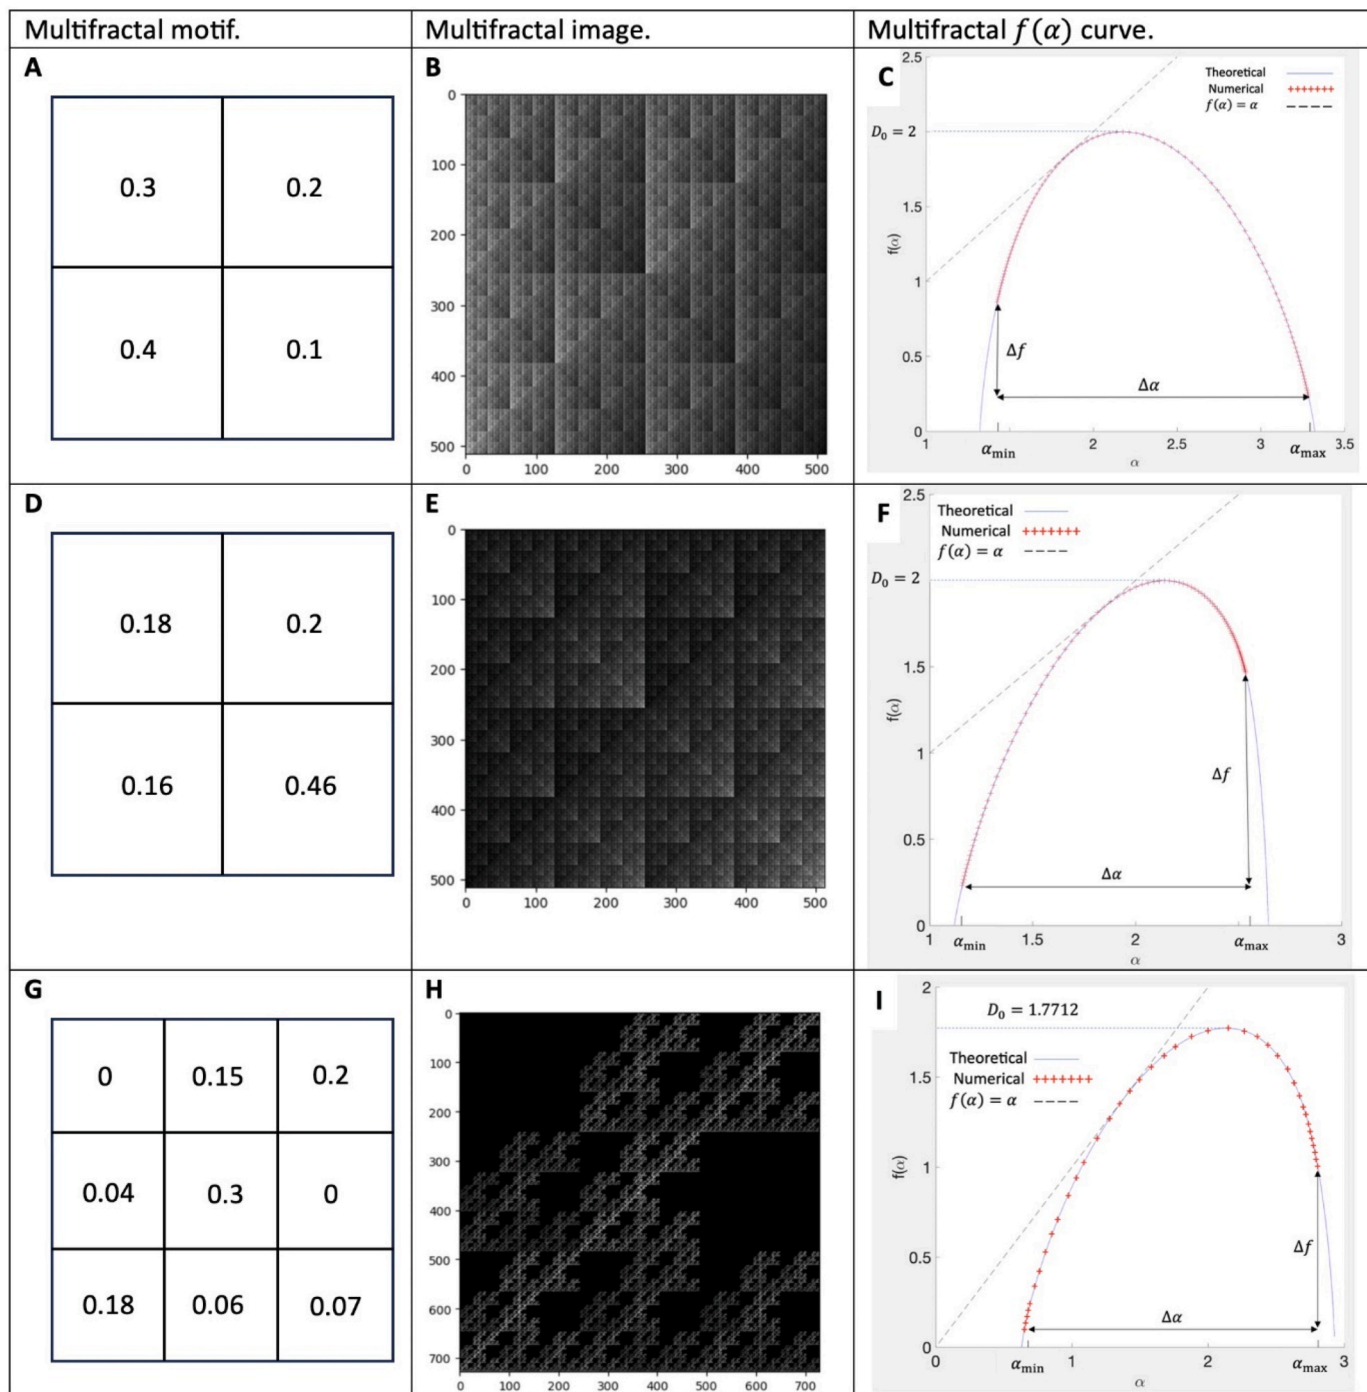 Multifractal motif.
Multifractal image.
Multifractal f(α) curve.
A
0.3
0.2
0.4
0.1
B
0
100
200
300
400
500
0
100
200
300
400
500
C
2.5
Theoretical
Numerical
f(α) = α
D₀ = 2
2
1.5
f(α)
1
Δf
0.5
Δα
0
1
α_min
2
2.5
3
α_max
3.5
α
D
0.18
0.2
0.16
0.46
E
0
100
200
300
400
500
0
100
200
300
400
500
F
2.5
Theoretical
Numerical
f(α) = α
D₀ = 2
2
1.5
f(α)
1
Δf
0.5
Δα
0
1
α_min
1.5
2
α_max
3
α
G
0
0.15
0.2
0.04
0.3
0
0.18
0.06
0.07
H
0
100
200
300
400
500
600
700
0
100
200
300
400
500
600
700
I
2
D₀ = 1.7712
Theoretical
Numerical
f(α) = α
1.5
f(α)
1
Δf
0.5
Δα
0
0
α_min
1
2
α_max
3
α